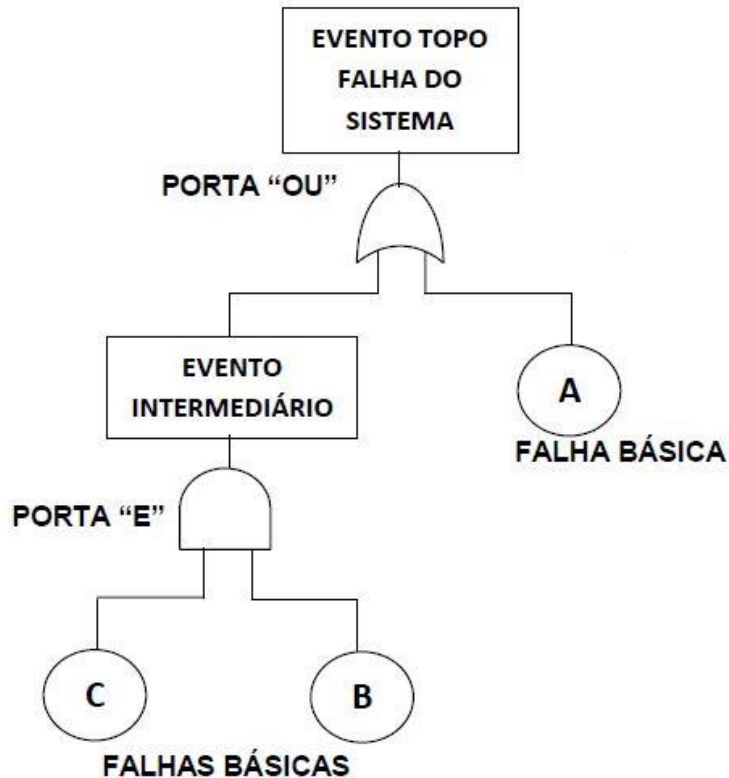 EVENTO TOPO
FALHA DO
SISTEMA
PORTA “OU”
EVENTO
INTERMEDIÁRIO
A
FALHA BÁSICA
PORTA “E”
C
B
FALHAS BÁSICAS